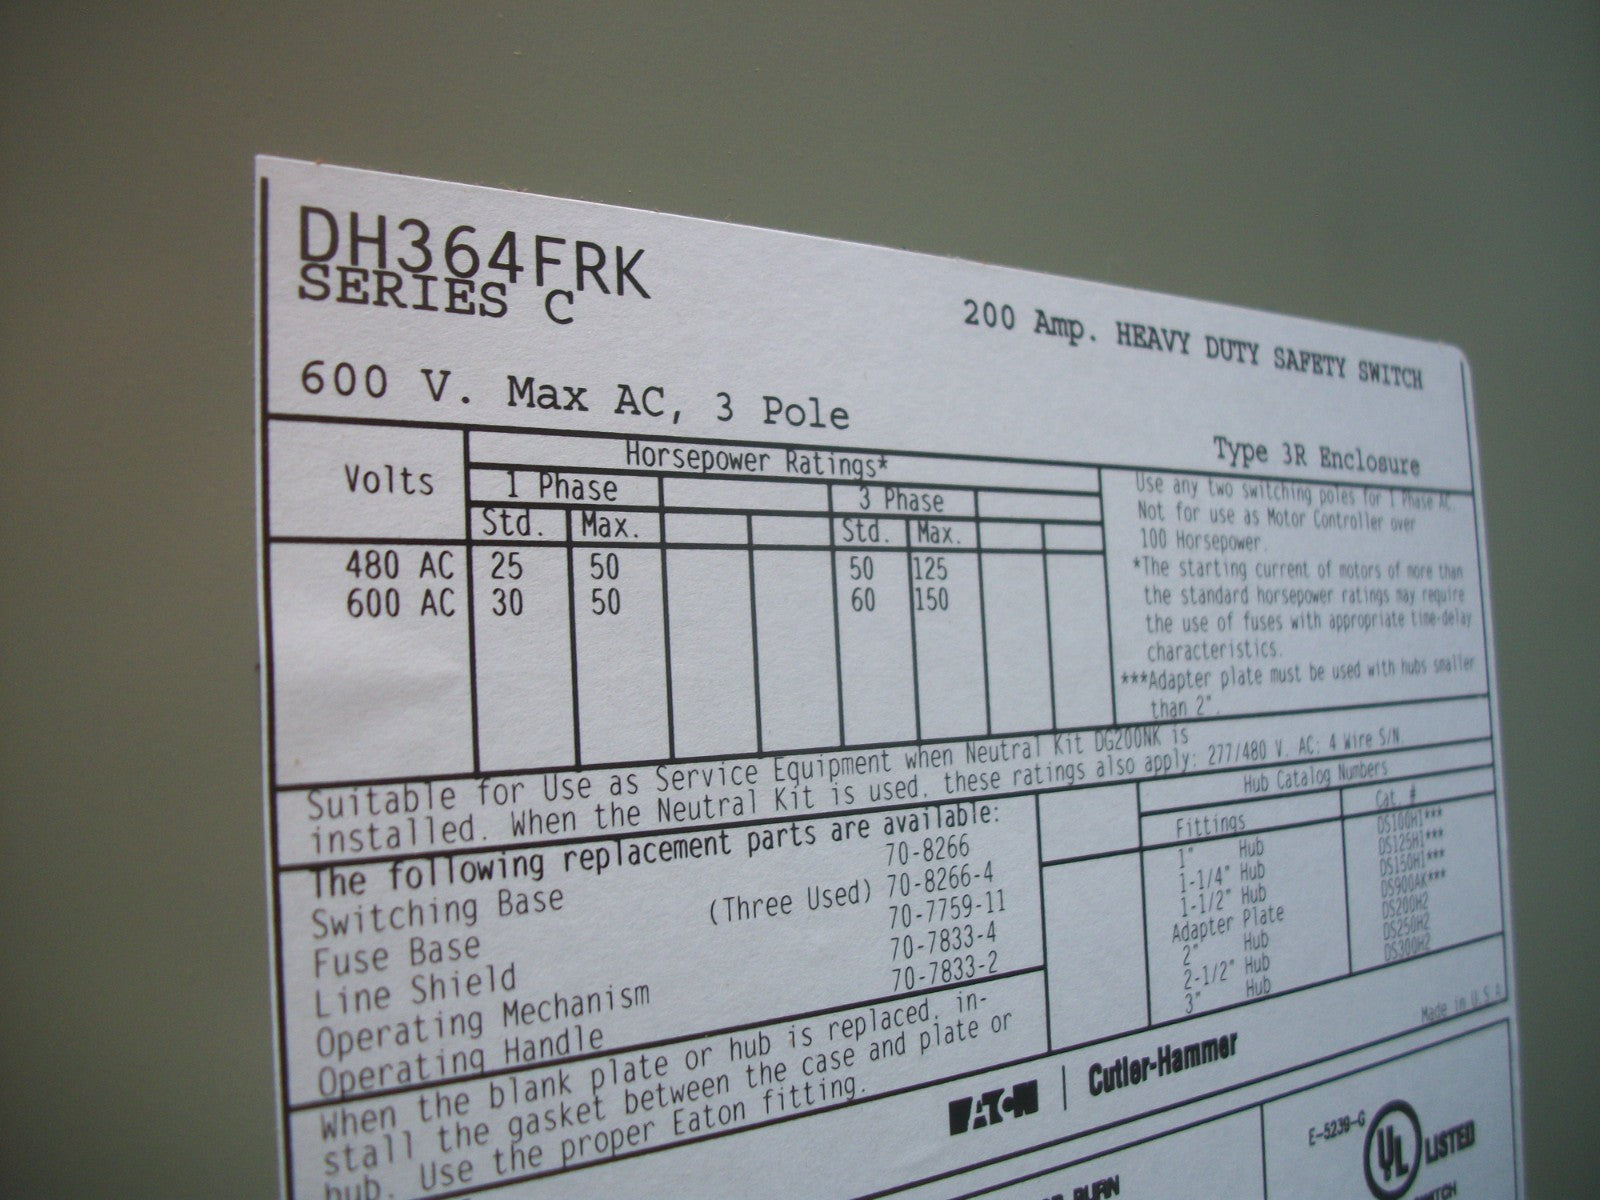 DH364FRK
SERIES C
200 Amp. HEAVY DUTY SAFETY SWITCH
600 V. Max AC, 3 Pole
Type 3R Enclosure
Volts
Horsepower Ratings*
1 Phase
3 Phase
Std. Max. Std. Max.
480 AC 25 50 50 125
600 AC 30 50 60 150
Use any two switching poles for 1 Phase AC.
Not for use as Motor Controller over
100 Horsepower.
*The starting current of motors of more than
the standard horsepower ratings may require
the use of fuses with appropriate time-delay
characteristics.
***Adapter plate must be used with hubs smaller
than 2".
Suitable for Use as Service Equipment when Neutral Kit DG200NK is
installed. When the Neutral Kit is used, these ratings also apply: 277/480 V. AC; 4 Wire S/N.
The following replacement parts are available:
Switching Base 70-8266
Fuse Base (Three Used) 70-8266-4
Line Shield 70-7759-11
Operating Mechanism 70-7833-4
Operating Handle 70-7833-2
Hub Catalog Numbers
Fittings Cat. #
1" Hub DS100H1***
1-1/4" Hub DS125H1***
1-1/2" Hub DS150H1***
Adapter Plate DS900AK***
2" Hub DS200H2
2-1/2" Hub DS250H2
3" Hub DS300H2
When the blank plate or hub is replaced, in-
stall the gasket between the case and plate or
hub. Use the proper Eaton fitting.
Made in U.S.A.
EATON | Cutler-Hammer
E-5239-G
UL LISTED
BURN